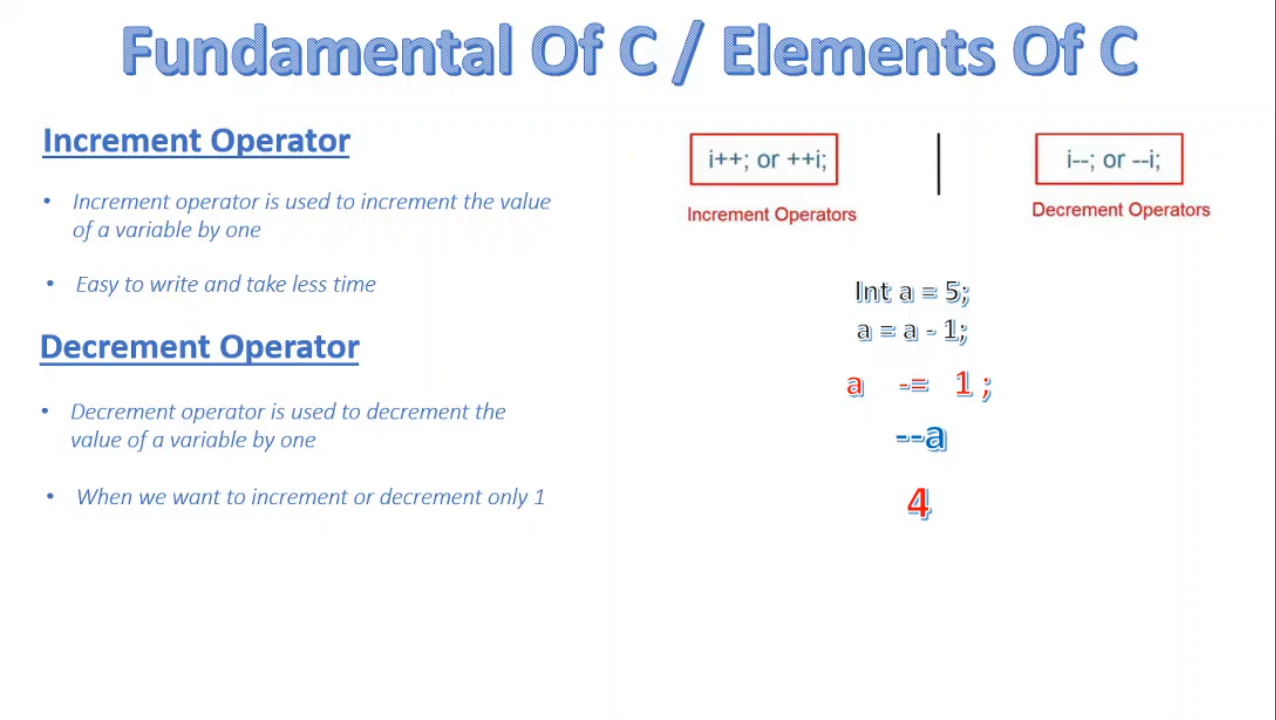 Fundamental Of C / Elements Of C
Increment Operator
• Increment operator is used to increment the value
of a variable by one
• Easy to write and take less time
Decrement Operator
• Decrement operator is used to decrement the
value of a variable by one
• When we want to increment or decrement only 1
i++; or ++i;
Increment Operators
i--; or --i;
Decrement Operators
Int a = 5;
a = a - 1;
a -= 1 ;
--a
4